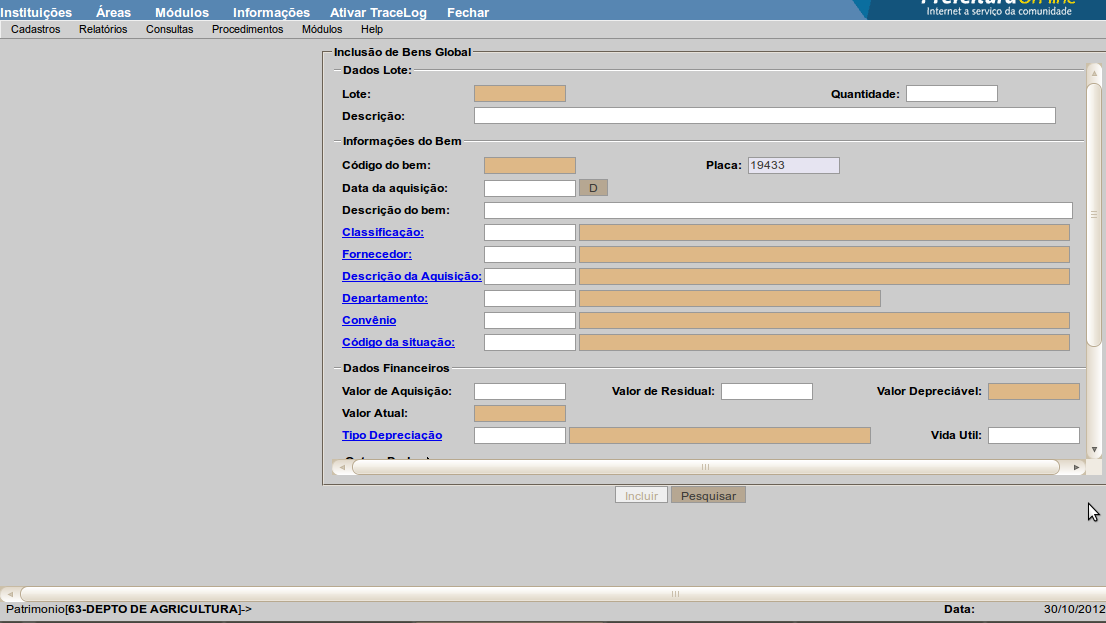 Instituições Áreas Módulos Informações Ativar TraceLog Fechar
Internet a serviço da comunidade
Cadastros Relatórios Consultas Procedimentos Módulos Help
Inclusão de Bens Global
Dados Lote:
Lote: Quantidade:
Descrição:
Informações do Bem
Código do bem: Placa: 19433
Data da aquisição: D
Descrição do bem:
Classificação:
Fornecedor:
Descrição da Aquisição:
Departamento:
Convênio
Código da situação:
Dados Financeiros
Valor de Aquisição: Valor de Residual: Valor Depreciável:
Valor Atual:
Tipo Depreciação Vida Util:
Incluir Pesquisar
Patrimonio[63-DEPTO DE AGRICULTURA]-> Data: 30/10/2012